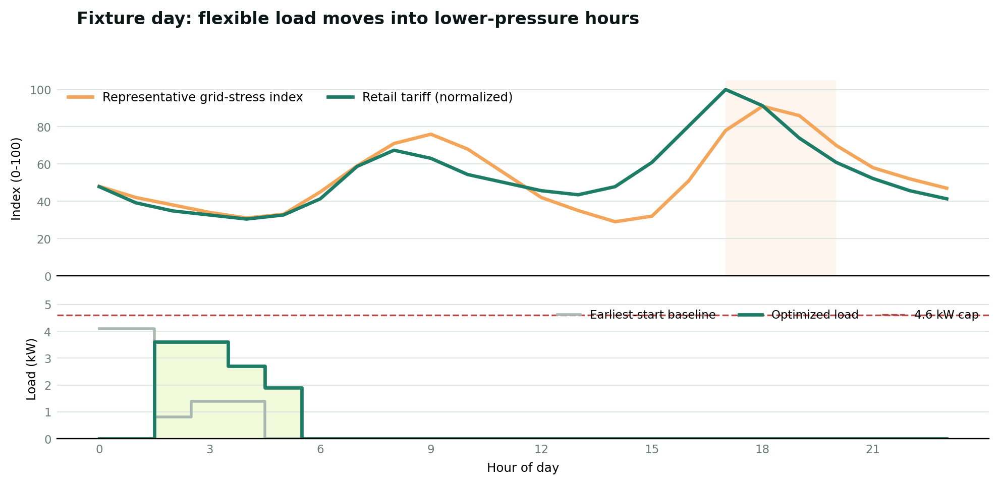 Fixture day: flexible load moves into lower-pressure hours
Representative grid-stress index
Retail tariff (normalized)
Index (0-100)
100
80
60
40
20
0
Earliest-start baseline
Optimized load
4.6 kW cap
Load (kW)
5
4
3
2
1
0
0 3 6 9 12 15 18 21
Hour of day